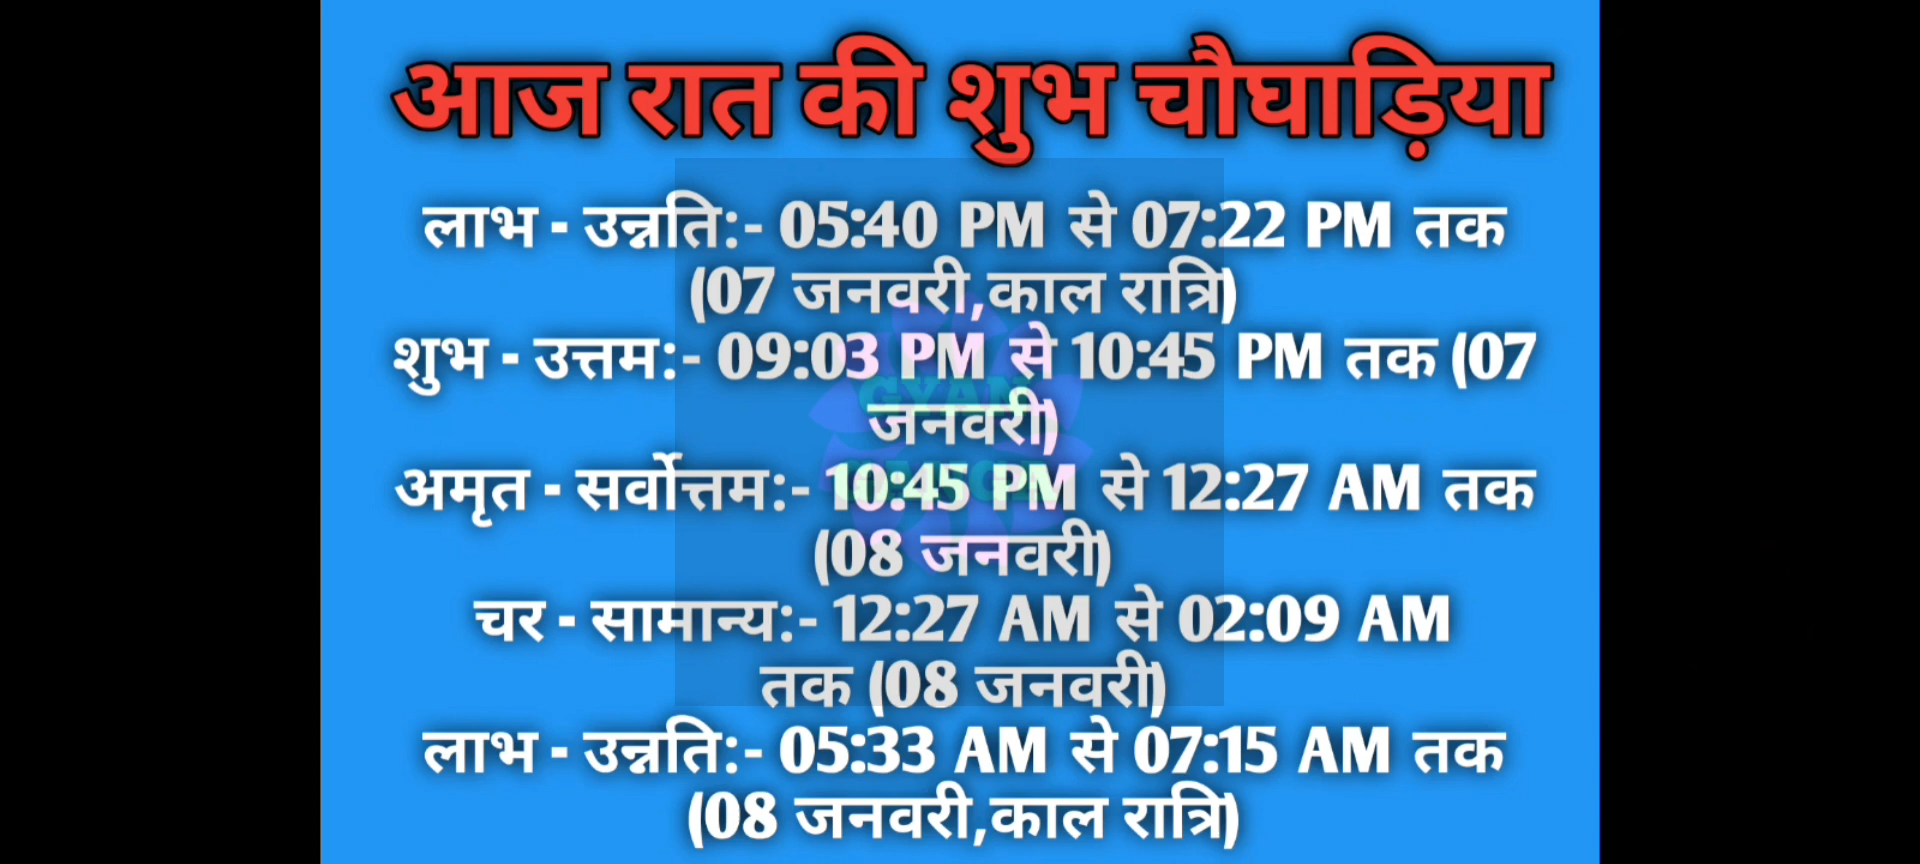 आज रात की शुभ चौघाड़िया
लाभ - उन्नति:- 05:40 PM से 07:22 PM तक
(07 जनवरी,काल रात्रि)
शुभ - उत्तम:- 09:03 PM से 10:45 PM तक (07
जनवरी)
अमृत - सर्वोत्तम:- 10:45 PM से 12:27 AM तक
(08 जनवरी)
चर - सामान्य:- 12:27 AM से 02:09 AM
तक (08 जनवरी)
लाभ - उन्नति:- 05:33 AM से 07:15 AM तक
(08 जनवरी,काल रात्रि)
GYAN